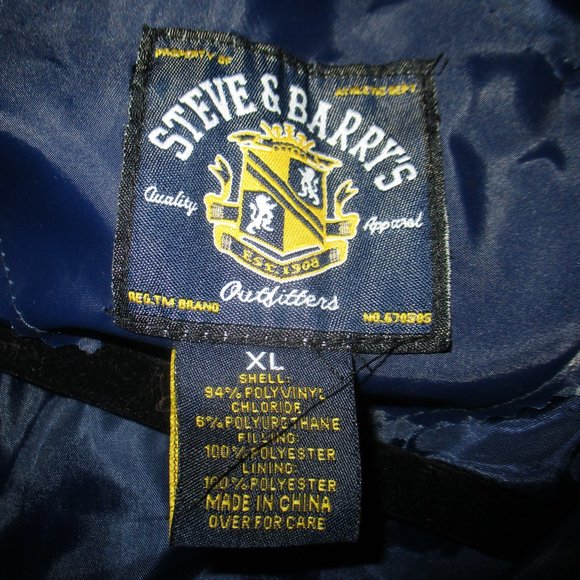 PROPERTY OF
ATHLETIC DEPT.
STEVE & BARRY'S
Quality
Apparel
EST. 1908
Outfitters
REG.TM BRAND
NO.670505
XL
SHELL:
94% POLYVINYL
CHLORIDE
6% POLYURETHANE
FILLING:
100% POLYESTER
LINING:
100% POLYESTER
MADE IN CHINA
OVER FOR CARE